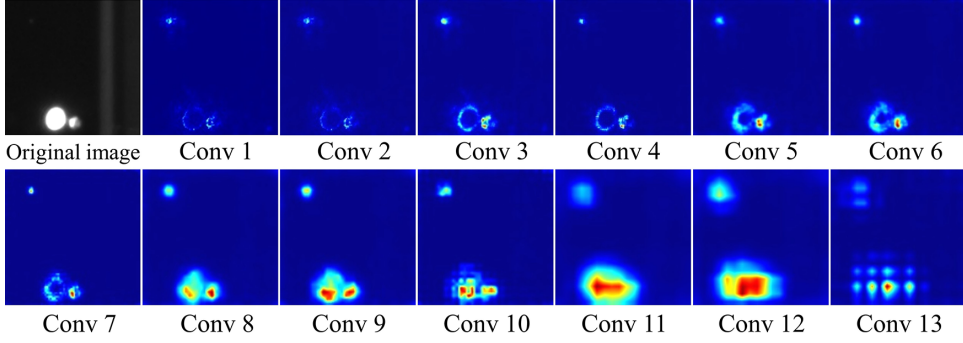 Original image Conv 1 Conv 2 Conv 3 Conv 4 Conv 5 Conv 6
Conv 7 Conv 8 Conv 9 Conv 10 Conv 11 Conv 12 Conv 13